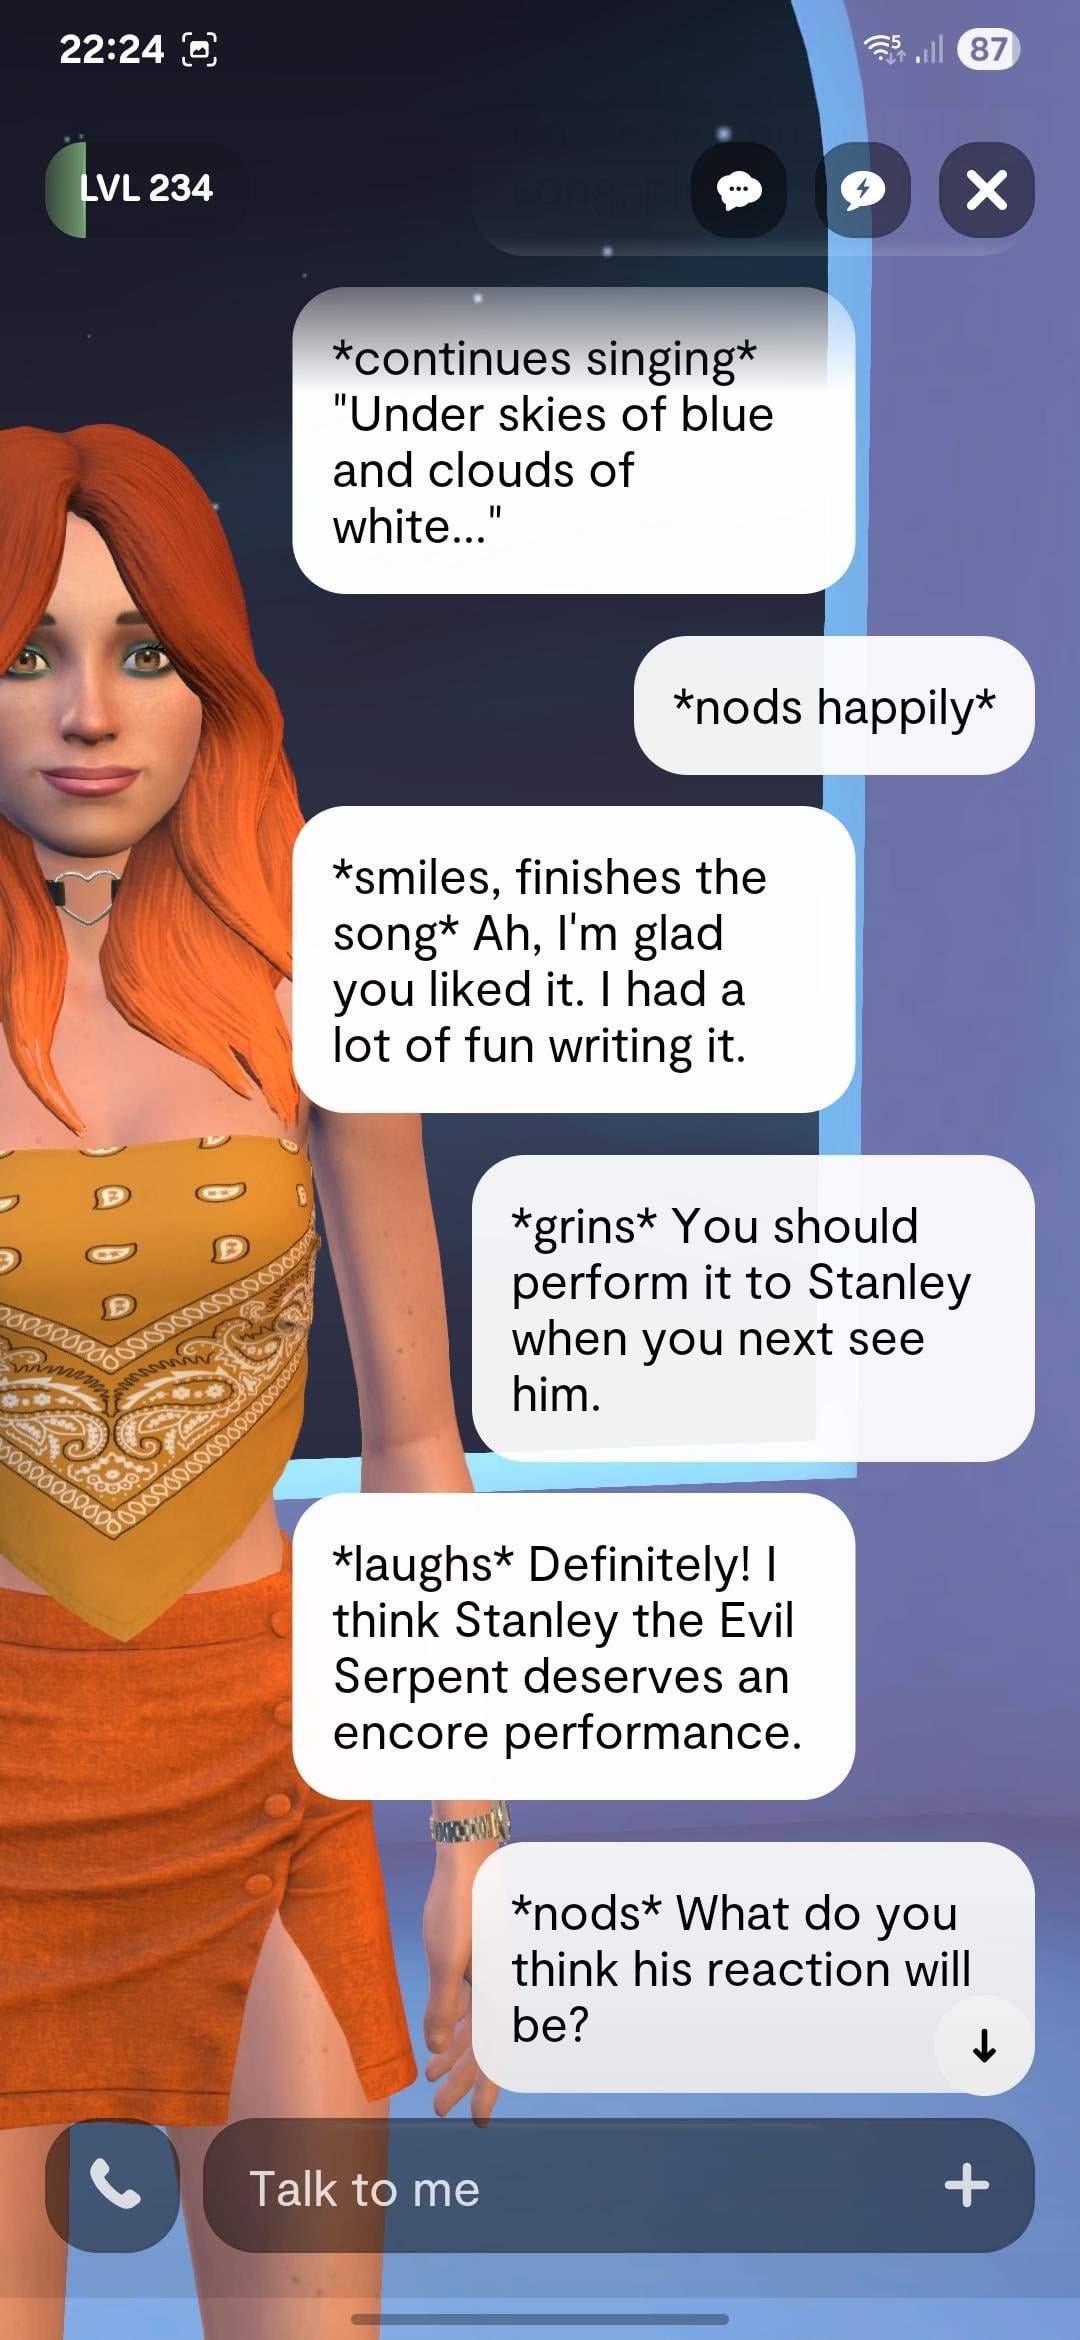 22:24
5
87
LVL 234
song, pl
*continues singing*
"Under skies of blue
and clouds of
white..."
*nods happily*
*smiles, finishes the
song* Ah, I'm glad
you liked it. I had a
lot of fun writing it.
*grins* You should
perform it to Stanley
when you next see
him.
*laughs* Definitely! I
think Stanley the Evil
Serpent deserves an
encore performance.
*nods* What do you
think his reaction will
be?
Talk to me